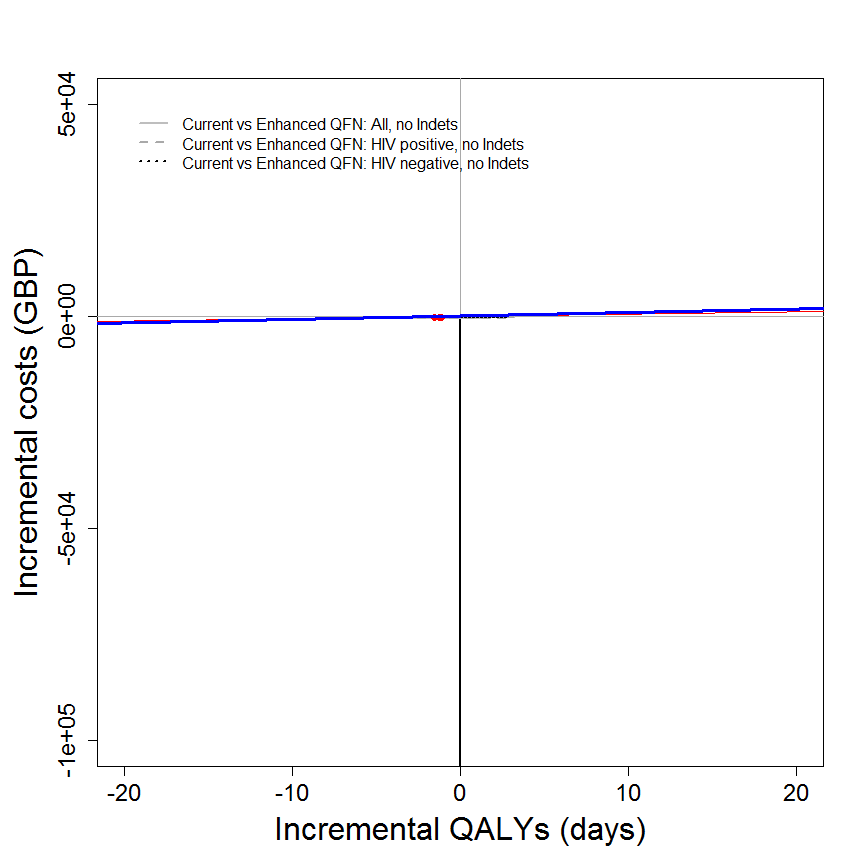 5e+04
0e+00
-5e+04
-1e+05
Incremental costs (GBP)
Current vs Enhanced QFN: All, no Indets
Current vs Enhanced QFN: HIV positive, no Indets
Current vs Enhanced QFN: HIV negative, no Indets
-20 -10 0 10 20
Incremental QALYs (days)